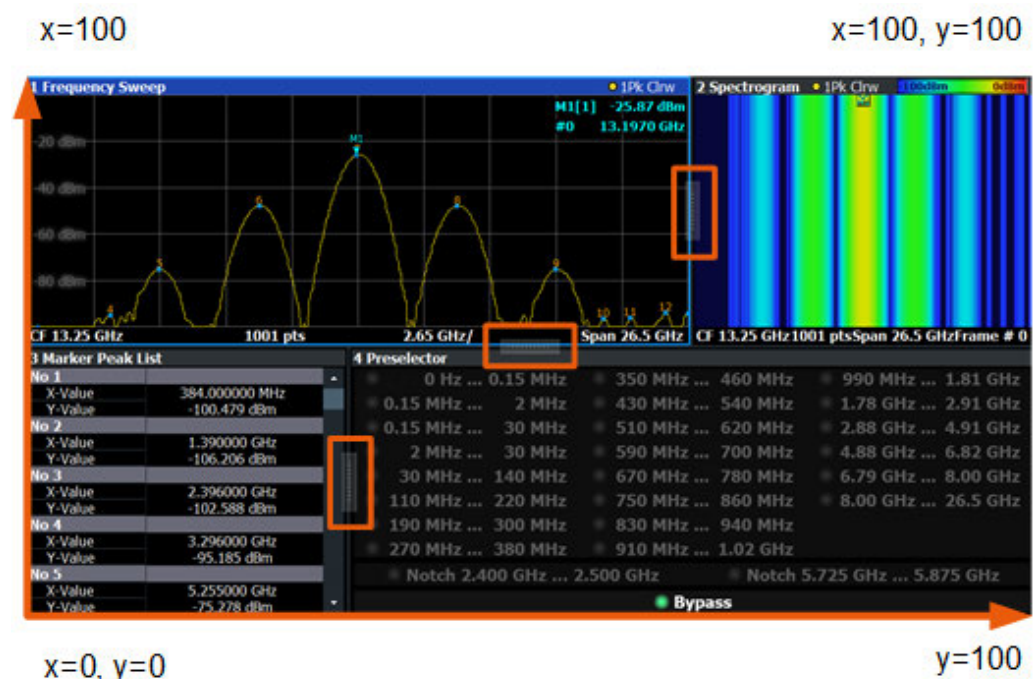 x=100
x=100, y=100
1 Frequency Sweep
1Pk Clrw
M1[1] -25.87 dBm
#0 13.1970 GHz
M1
-20 dBm
-40 dBm
-60 dBm
-80 dBm
4
5
6
8
9
10
11
12
CF 13.25 GHz 1001 pts 2.65 GHz/ Span 26.5 GHz
2 Spectrogram 1Pk Clrw -100dBm 0dBm
CF 13.25 GHz 1001 pts Span 26.5 GHz Frame # 0
3 Marker Peak List
No 1
X-Value 384.000000 MHz
Y-Value -100.479 dBm
No 2
X-Value 1.390000 GHz
Y-Value -106.206 dBm
No 3
X-Value 2.396000 GHz
Y-Value -102.588 dBm
No 4
X-Value 3.296000 GHz
Y-Value -95.185 dBm
No 5
X-Value 5.255000 GHz
Y-Value -75.278 dBm
4 Preselector
0 Hz ... 0.15 MHz 350 MHz ... 460 MHz 990 MHz ... 1.81 GHz
0.15 MHz ... 2 MHz 430 MHz ... 540 MHz 1.78 GHz ... 2.91 GHz
0.15 MHz ... 30 MHz 510 MHz ... 620 MHz 2.88 GHz ... 4.91 GHz
2 MHz ... 30 MHz 590 MHz ... 700 MHz 4.88 GHz ... 6.82 GHz
30 MHz ... 140 MHz 670 MHz ... 780 MHz 6.79 GHz ... 8.00 GHz
110 MHz ... 220 MHz 750 MHz ... 860 MHz 8.00 GHz ... 26.5 GHz
190 MHz ... 300 MHz 830 MHz ... 940 MHz
270 MHz ... 380 MHz 910 MHz ... 1.02 GHz
Notch 2.400 GHz ... 2.500 GHz Notch 5.725 GHz ... 5.875 GHz
Bypass
x=0, y=0
y=100